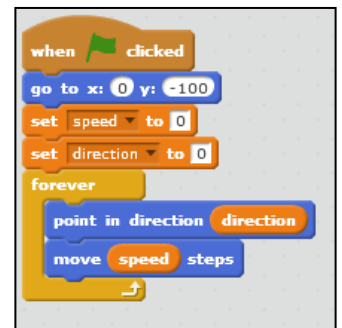 when clicked
go to x: 0 y: -100
set speed to 0
set direction to 0
forever
point in direction direction
move speed steps